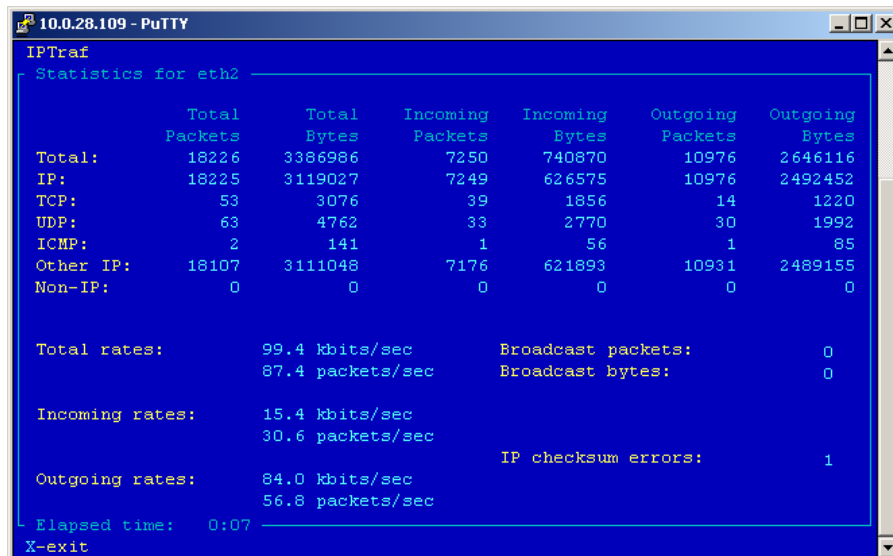 10.0.28.109 - PuTTY
IPTraf
Statistics for eth2
Total Total Incoming Incoming Outgoing Outgoing
Packets Bytes Packets Bytes Packets Bytes
Total: 18226 3386986 7250 740870 10976 2646116
IP: 18225 3119027 7249 626575 10976 2492452
TCP: 53 3076 39 1856 14 1220
UDP: 63 4762 33 2770 30 1992
ICMP: 2 141 1 56 1 85
Other IP: 18107 3111048 7176 621893 10931 2489155
Non-IP: 0 0 0 0 0 0
Total rates: 99.4 kbits/sec Broadcast packets: 0
87.4 packets/sec Broadcast bytes: 0
Incoming rates: 15.4 kbits/sec
30.6 packets/sec
IP checksum errors: 1
Outgoing rates: 84.0 kbits/sec
56.8 packets/sec
Elapsed time: 0:07
X-exit